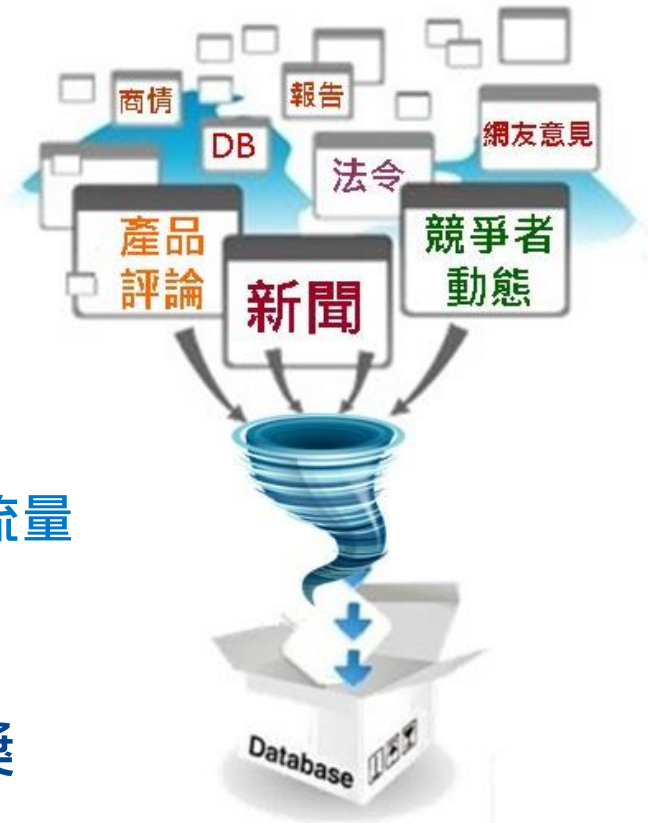 商情
報告
DB
網友意見
法令
產品
評論
新聞
競爭者
動態
流量
獎
Database